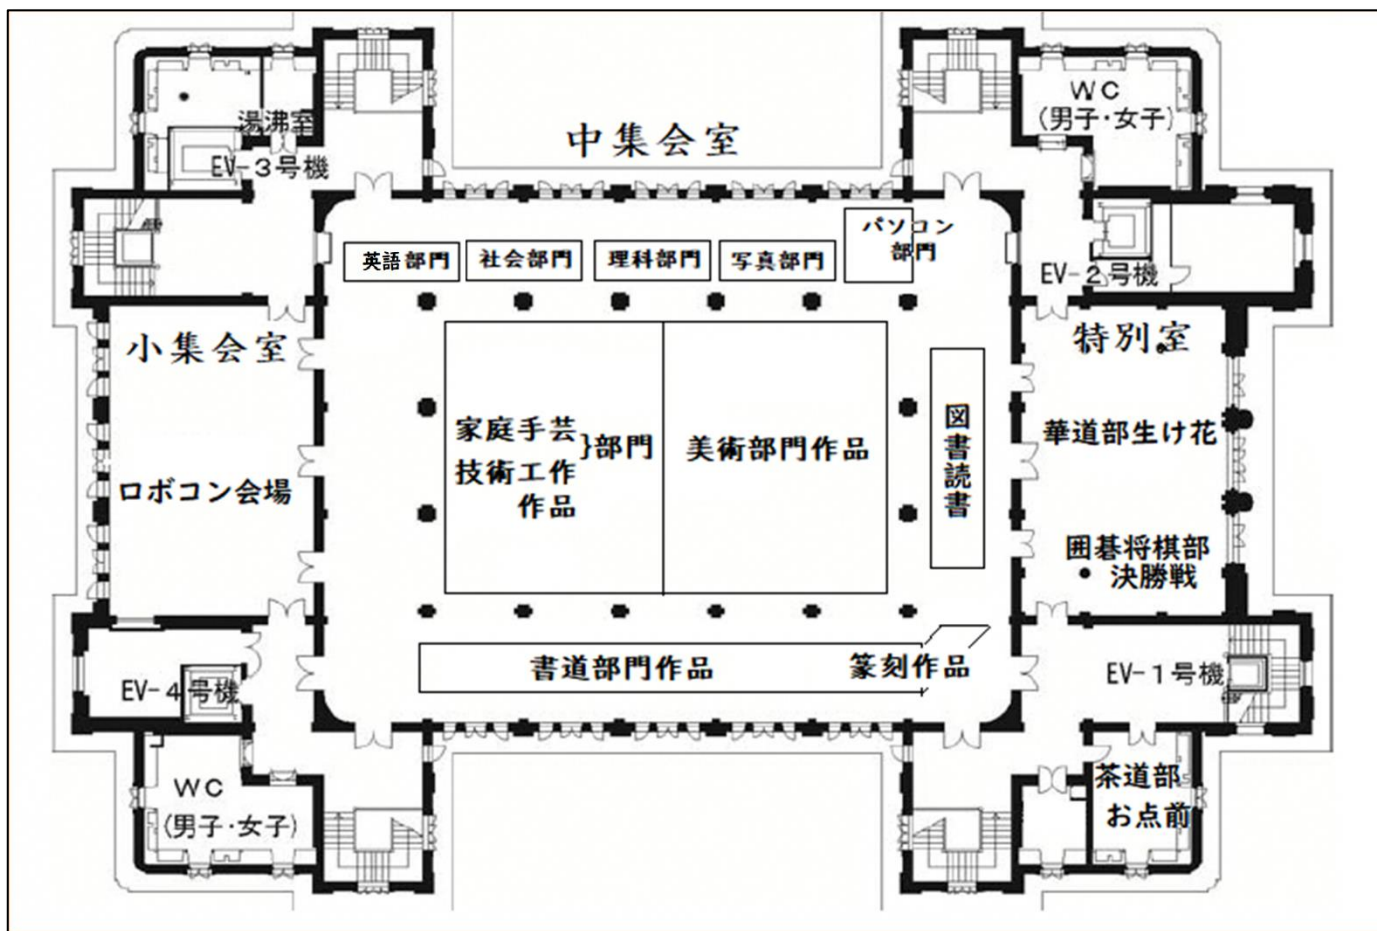 湯沸室
EV-3号機
中集会室
WC
(男子・女子)
英語部門
社会部門
理科部門
写真部門
パソコン
部門
EV-2号機
小集会室
特別室
家庭手芸
技術工作
}部門
作品
美術部門作品
図書読書
華道部生け花
ロボコン会場
囲碁将棋部
決勝戦
書道部門作品
篆刻作品
EV-4号機
EV-1号機
WC
(男子・女子)
茶道部
お点前